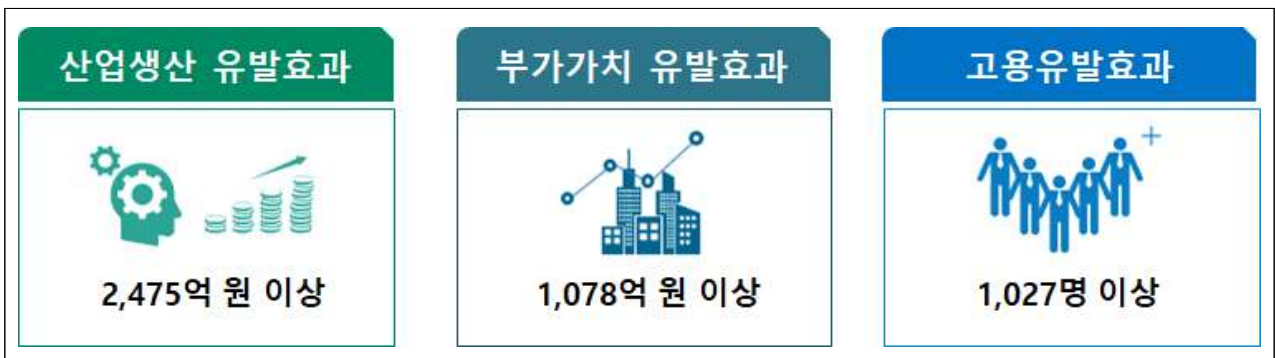 산업생산 유발효과
2,475억 원 이상
부가가치 유발효과
1,078억 원 이상
고용유발효과
1,027명 이상